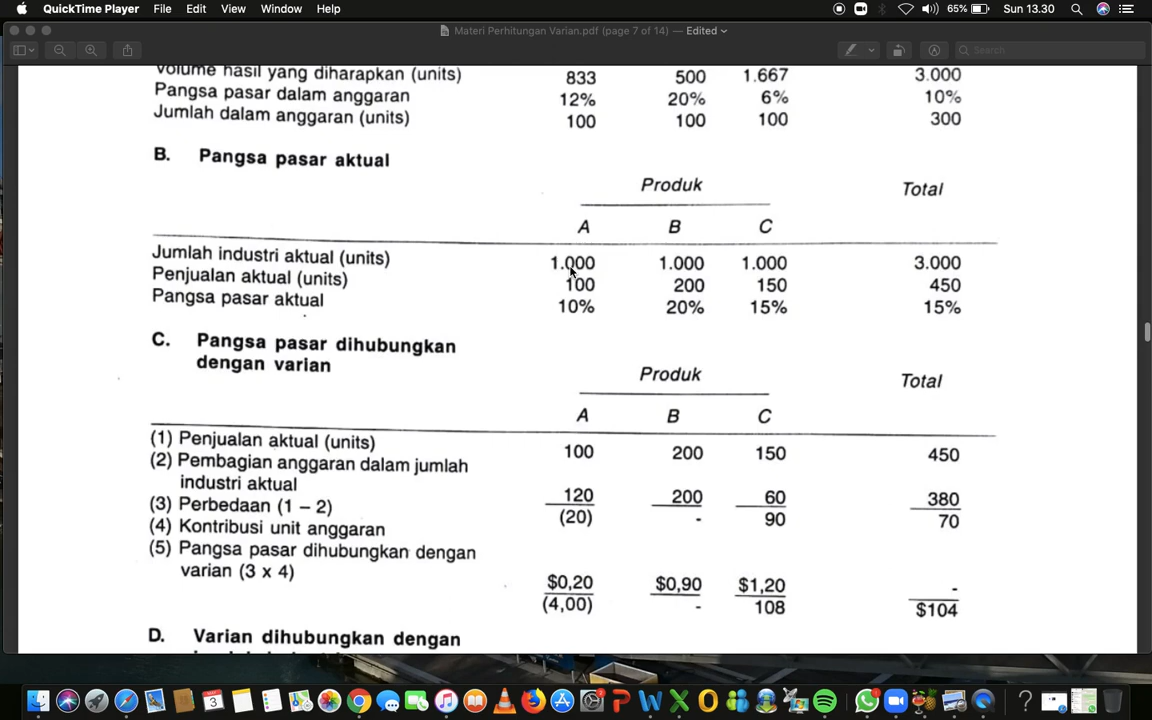 QuickTime Player File Edit View Window Help 65% Sun 13.30
Materi Perhitungan Varian.pdf (page 7 of 14) — Edited
Search
Volume hasil yang diharapkan (units) 833 500 1.667 3.000
Pangsa pasar dalam anggaran 12% 20% 6% 10%
Jumlah dalam anggaran (units) 100 100 100 300
B. Pangsa pasar aktual
Produk Total
A B C
Jumlah industri aktual (units) 1.000 1.000 1.000 3.000
Penjualan aktual (units) 100 200 150 450
Pangsa pasar aktual 10% 20% 15% 15%
C. Pangsa pasar dihubungkan
dengan varian
Produk Total
A B C
(1) Penjualan aktual (units) 100 200 150 450
(2) Pembagian anggaran dalam jumlah
industri aktual 120 200 60 380
(3) Perbedaan (1 – 2) (20) - 90 70
(4) Kontribusi unit anggaran
(5) Pangsa pasar dihubungkan dengan
varian (3 x 4) $0,20 $0,90 $1,20 -
(4,00) - 108 $104
D. Varian dihubungkan dengan